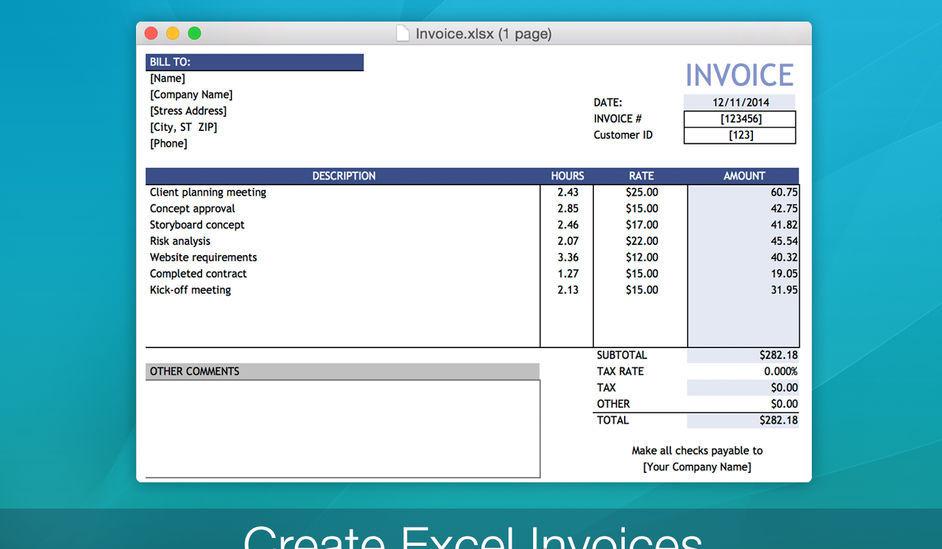 Invoice.xlsx (1 page)
BILL TO:
[Name]
[Company Name]
[Stress Address]
[City, ST ZIP]
[Phone]
INVOICE
DATE: 12/11/2014
INVOICE # [123456]
Customer ID [123]
DESCRIPTION HOURS RATE AMOUNT
Client planning meeting 2.43 $25.00 60.75
Concept approval 2.85 $15.00 42.75
Storyboard concept 2.46 $17.00 41.82
Risk analysis 2.07 $22.00 45.54
Website requirements 3.36 $12.00 40.32
Completed contract 1.27 $15.00 19.05
Kick-off meeting 2.13 $15.00 31.95
SUBTOTAL $282.18
OTHER COMMENTS
TAX RATE 0.000%
TAX $0.00
OTHER $0.00
TOTAL $282.18
Make all checks payable to
[Your Company Name]
Create Excel Invoices